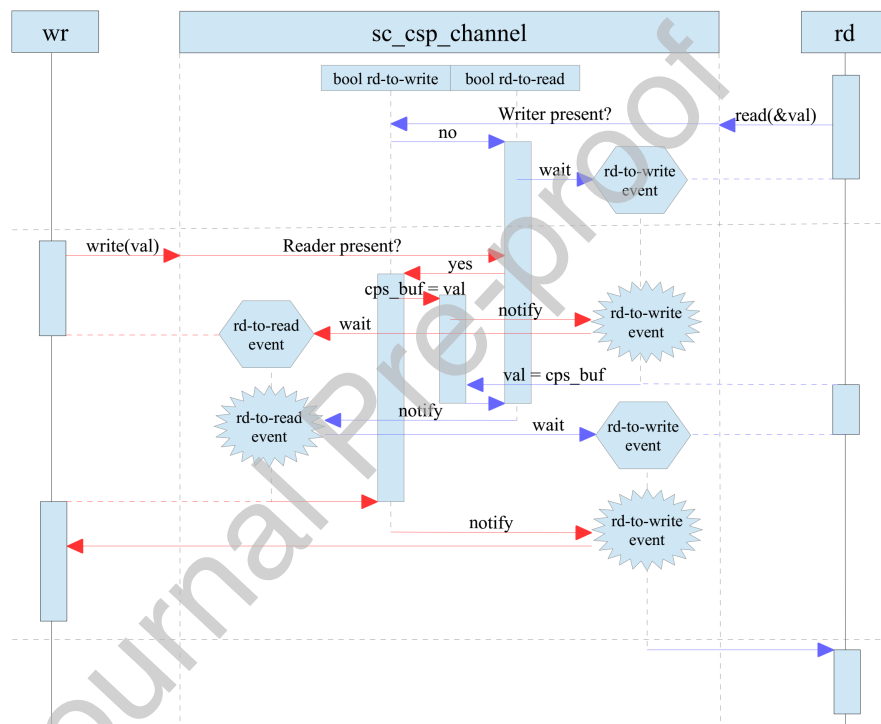 wr
sc_csp_channel
rd
bool rd-to-write
bool rd-to-read
Writer present?
read(&val)
no
wait
rd-to-write
event
write(val)
Reader present?
yes
cps_buf = val
notify
rd-to-write
event
rd-to-read
event
wait
val = cps_buf
notify
rd-to-read
event
wait
rd-to-write
event
notify
rd-to-write
event
ournal Pre-proof